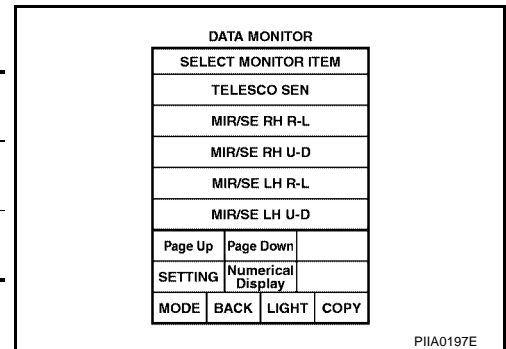 DATA MONITOR
SELECT MONITOR ITEM
TELESCO SEN
MIR/SE RH R-L
MIR/SE RH U-D
MIR/SE LH R-L
MIR/SE LH U-D
Page Up Page Down
SETTING Numerical Display
MODE BACK LIGHT COPY
PIIA0197E